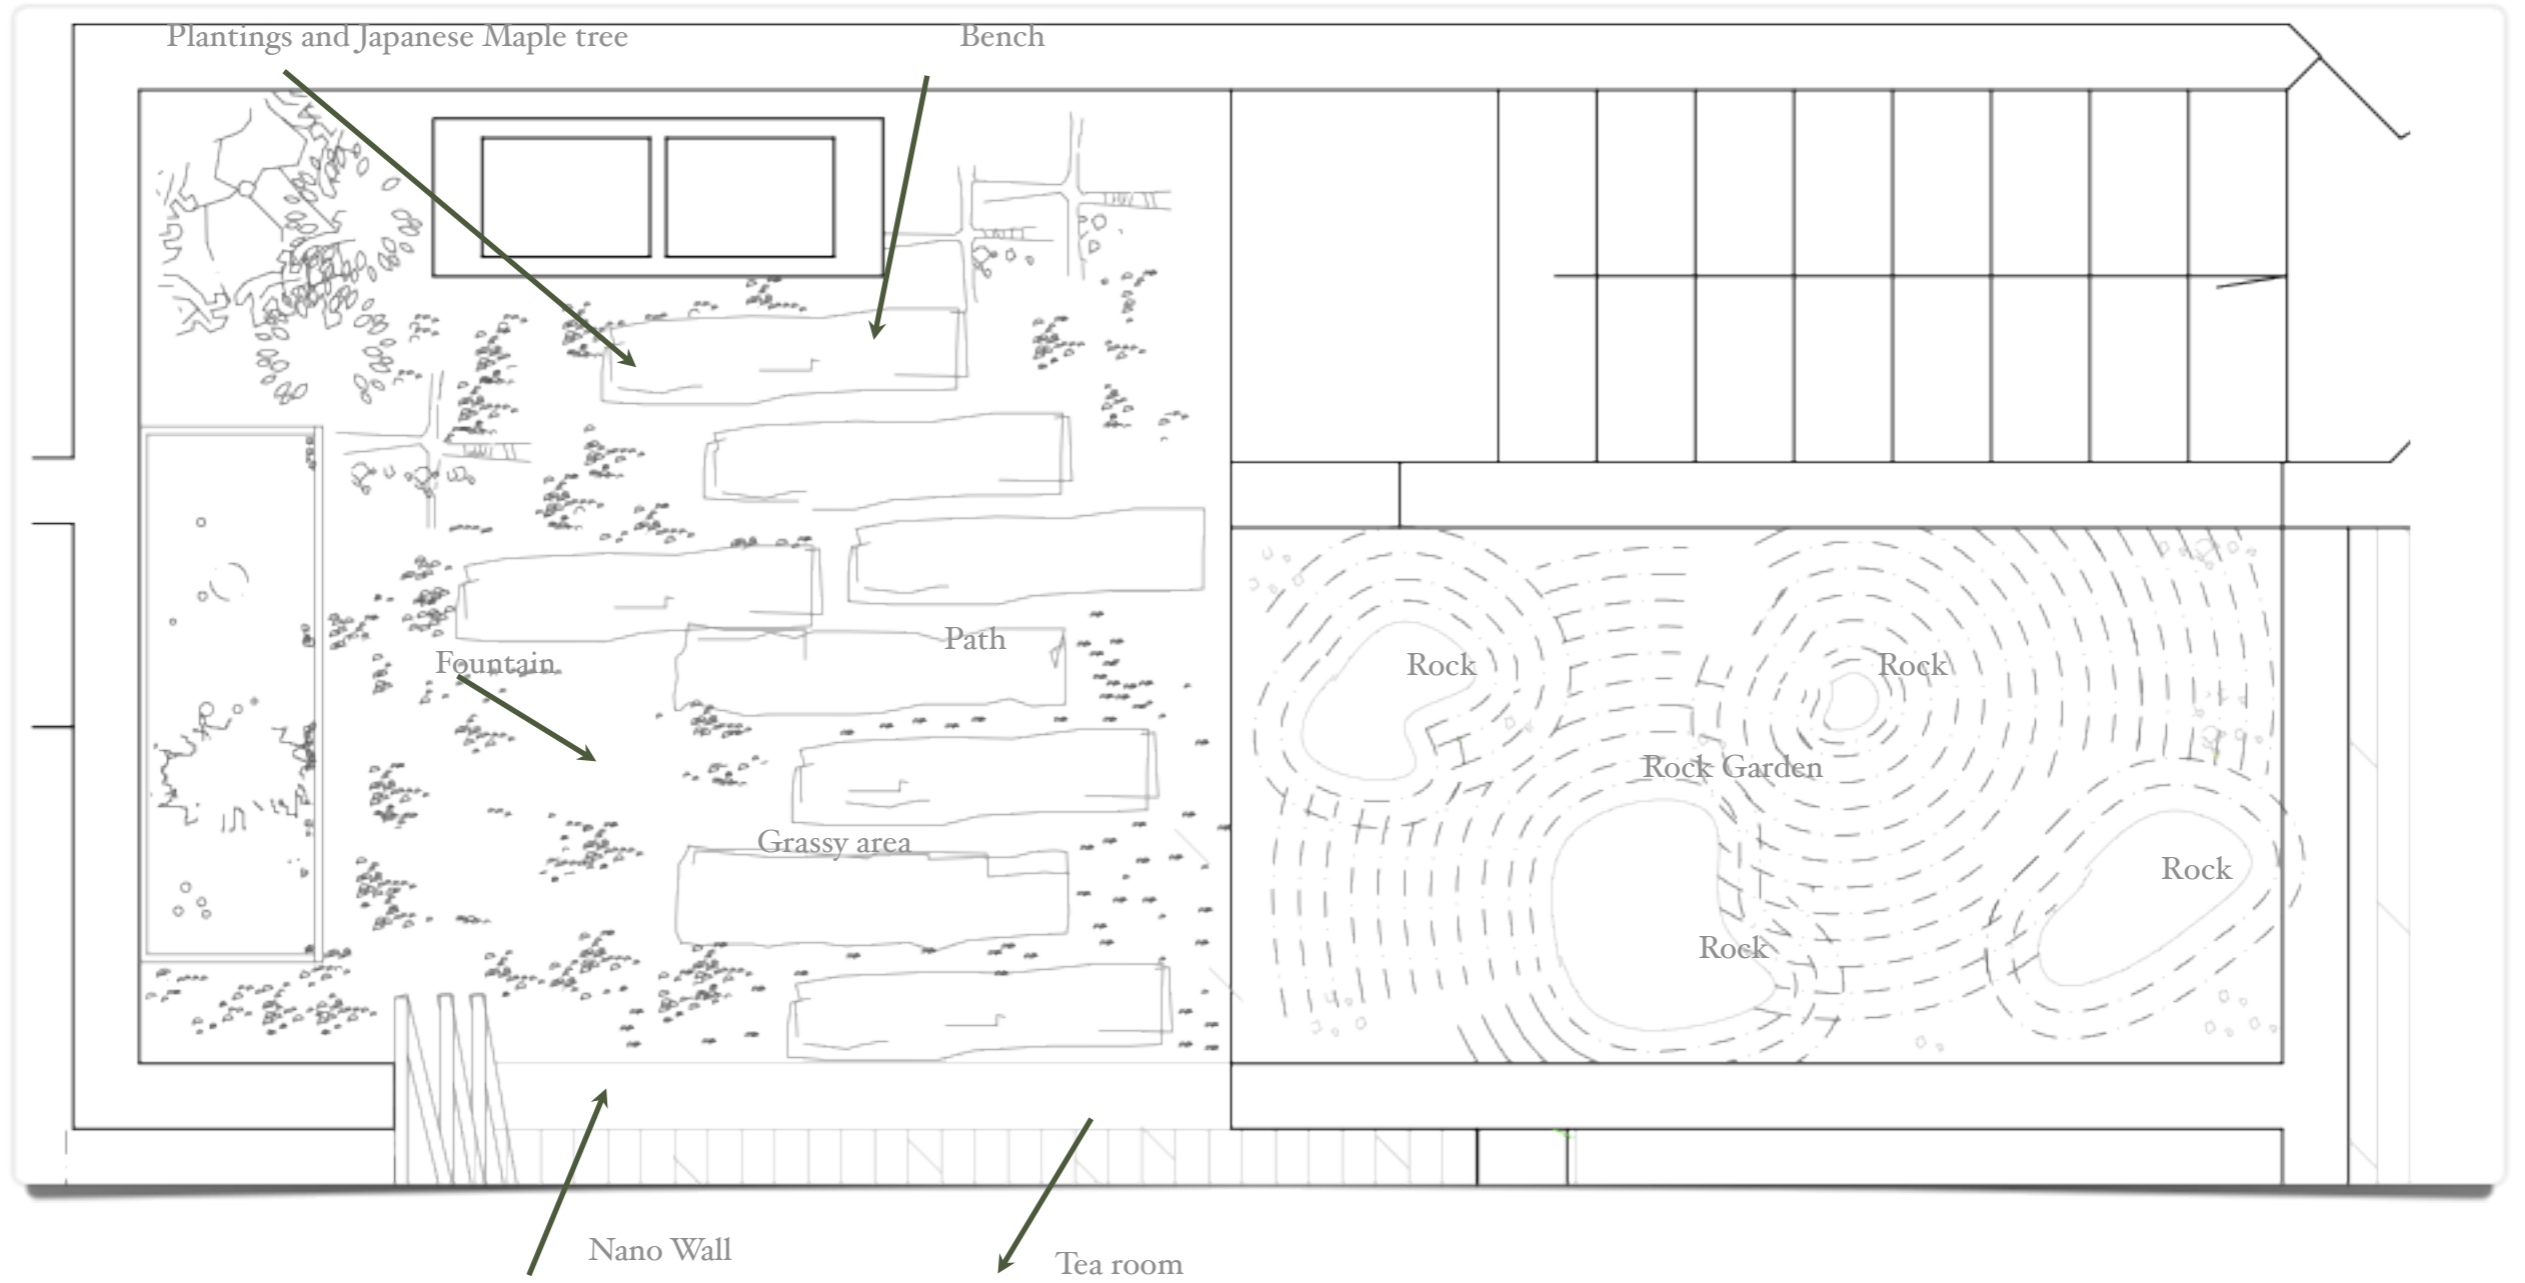 Plantings and Japanese Maple tree
Bench
Path
Fountain
Rock
Rock
Rock Garden
Grassy area
Rock
Rock
Nano Wall
Tea room